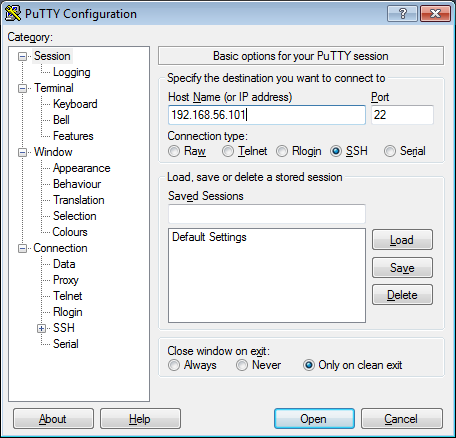 PuTTY Configuration
Category:
Session
Logging
Terminal
Keyboard
Bell
Features
Window
Appearance
Behaviour
Translation
Selection
Colours
Connection
Data
Proxy
Telnet
Rlogin
SSH
Serial
Basic options for your PuTTY session
Specify the destination you want to connect to
Host Name (or IP address) Port
192.168.56.101 22
Connection type:
Raw Telnet Rlogin SSH Serial
Load, save or delete a stored session
Saved Sessions
Default Settings
Load
Save
Delete
Close window on exit:
Always Never Only on clean exit
About Help Open Cancel